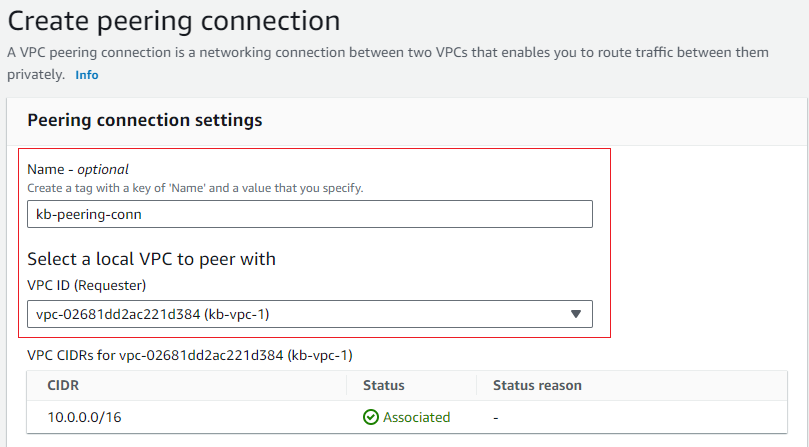 Create peering connection
A VPC peering connection is a networking connection between two VPCs that enables you to route traffic between them
privately. Info
Peering connection settings
Name - optional
Create a tag with a key of 'Name' and a value that you specify.
kb-peering-conn
Select a local VPC to peer with
VPC ID (Requester)
vpc-02681dd2ac221d384 (kb-vpc-1)
VPC CIDRs for vpc-02681dd2ac221d384 (kb-vpc-1)
CIDR Status Status reason
10.0.0.0/16 Associated -